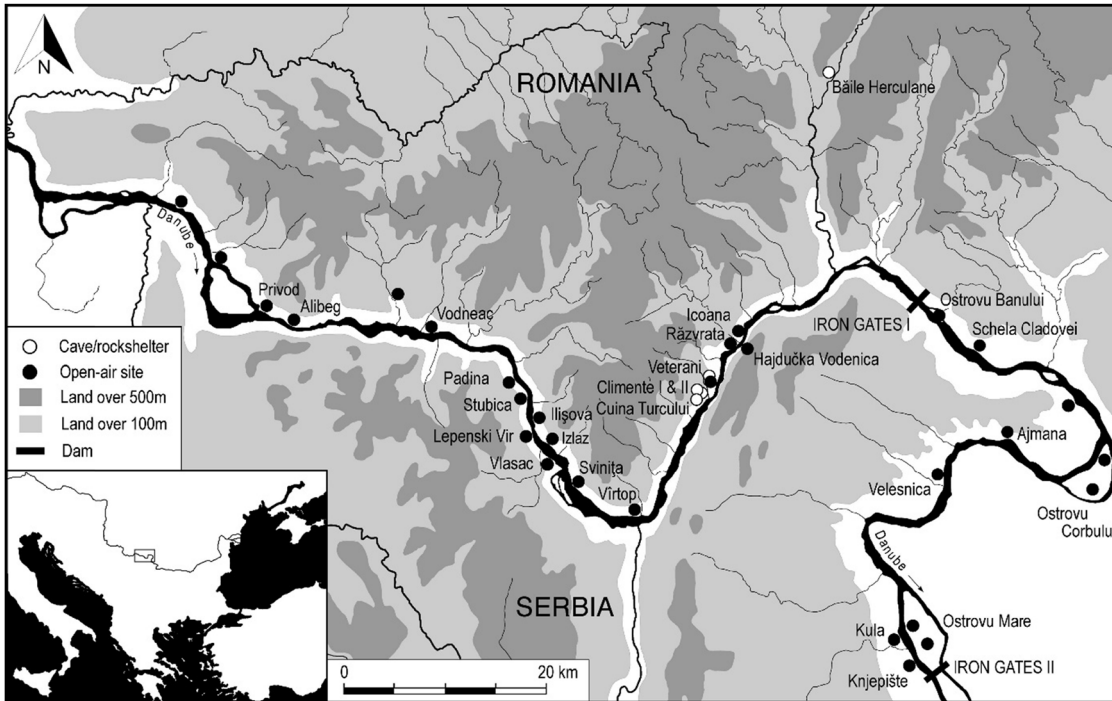 N
ROMANIA
Băile Herculane
Danube
Privod
Alibeg
Vodneac
Icoana
Răzvrata
Hajdučka Vodenica
IRON GATES I
Ostrovu Banului
Schela Cladovei
Cave/rockshelter
Open-air site
Land over 500m
Land over 100m
Dam
Padina
Stubica
Lepenski Vir
Vlasac
Ilişová
Izlaz
Sviniţa
Vîrtop
Veterani
Climente I & II
Cuina Turcului
Ajmana
Velesnica
Ostrovu
Corbului
Danube
SERBIA
Kula
Ostrovu Mare
Knjepište
IRON GATES II
0
20 km